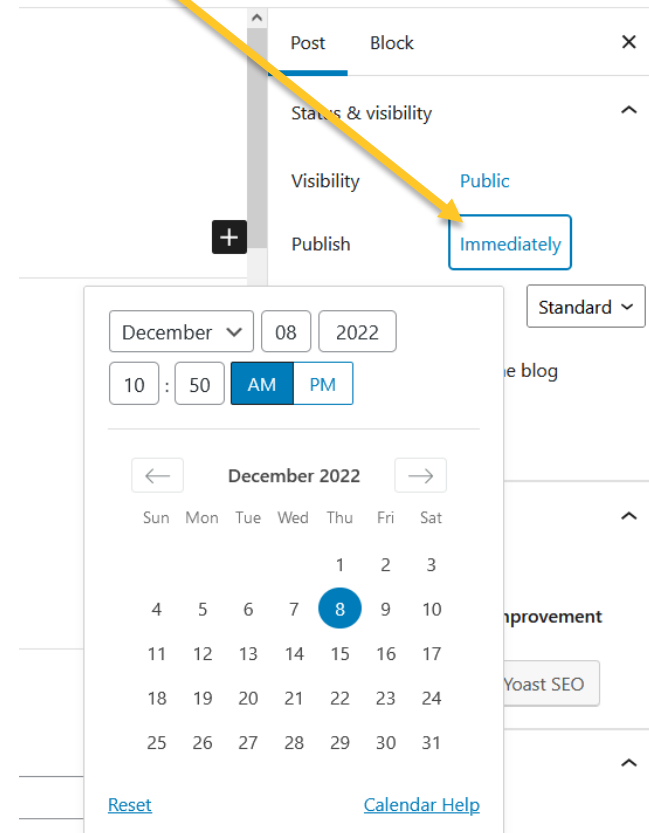 Post Block
Status & visibility
Visibility Public
Publish Immediately
Standard
December 08 2022
10 : 50 AM PM
e blog
December 2022
Sun Mon Tue Wed Thu Fri Sat
1 2 3
4 5 6 7 8 9 10
nprovement
11 12 13 14 15 16 17
18 19 20 21 22 23 24
Yoast SEO
25 26 27 28 29 30 31
Reset Calendar Help